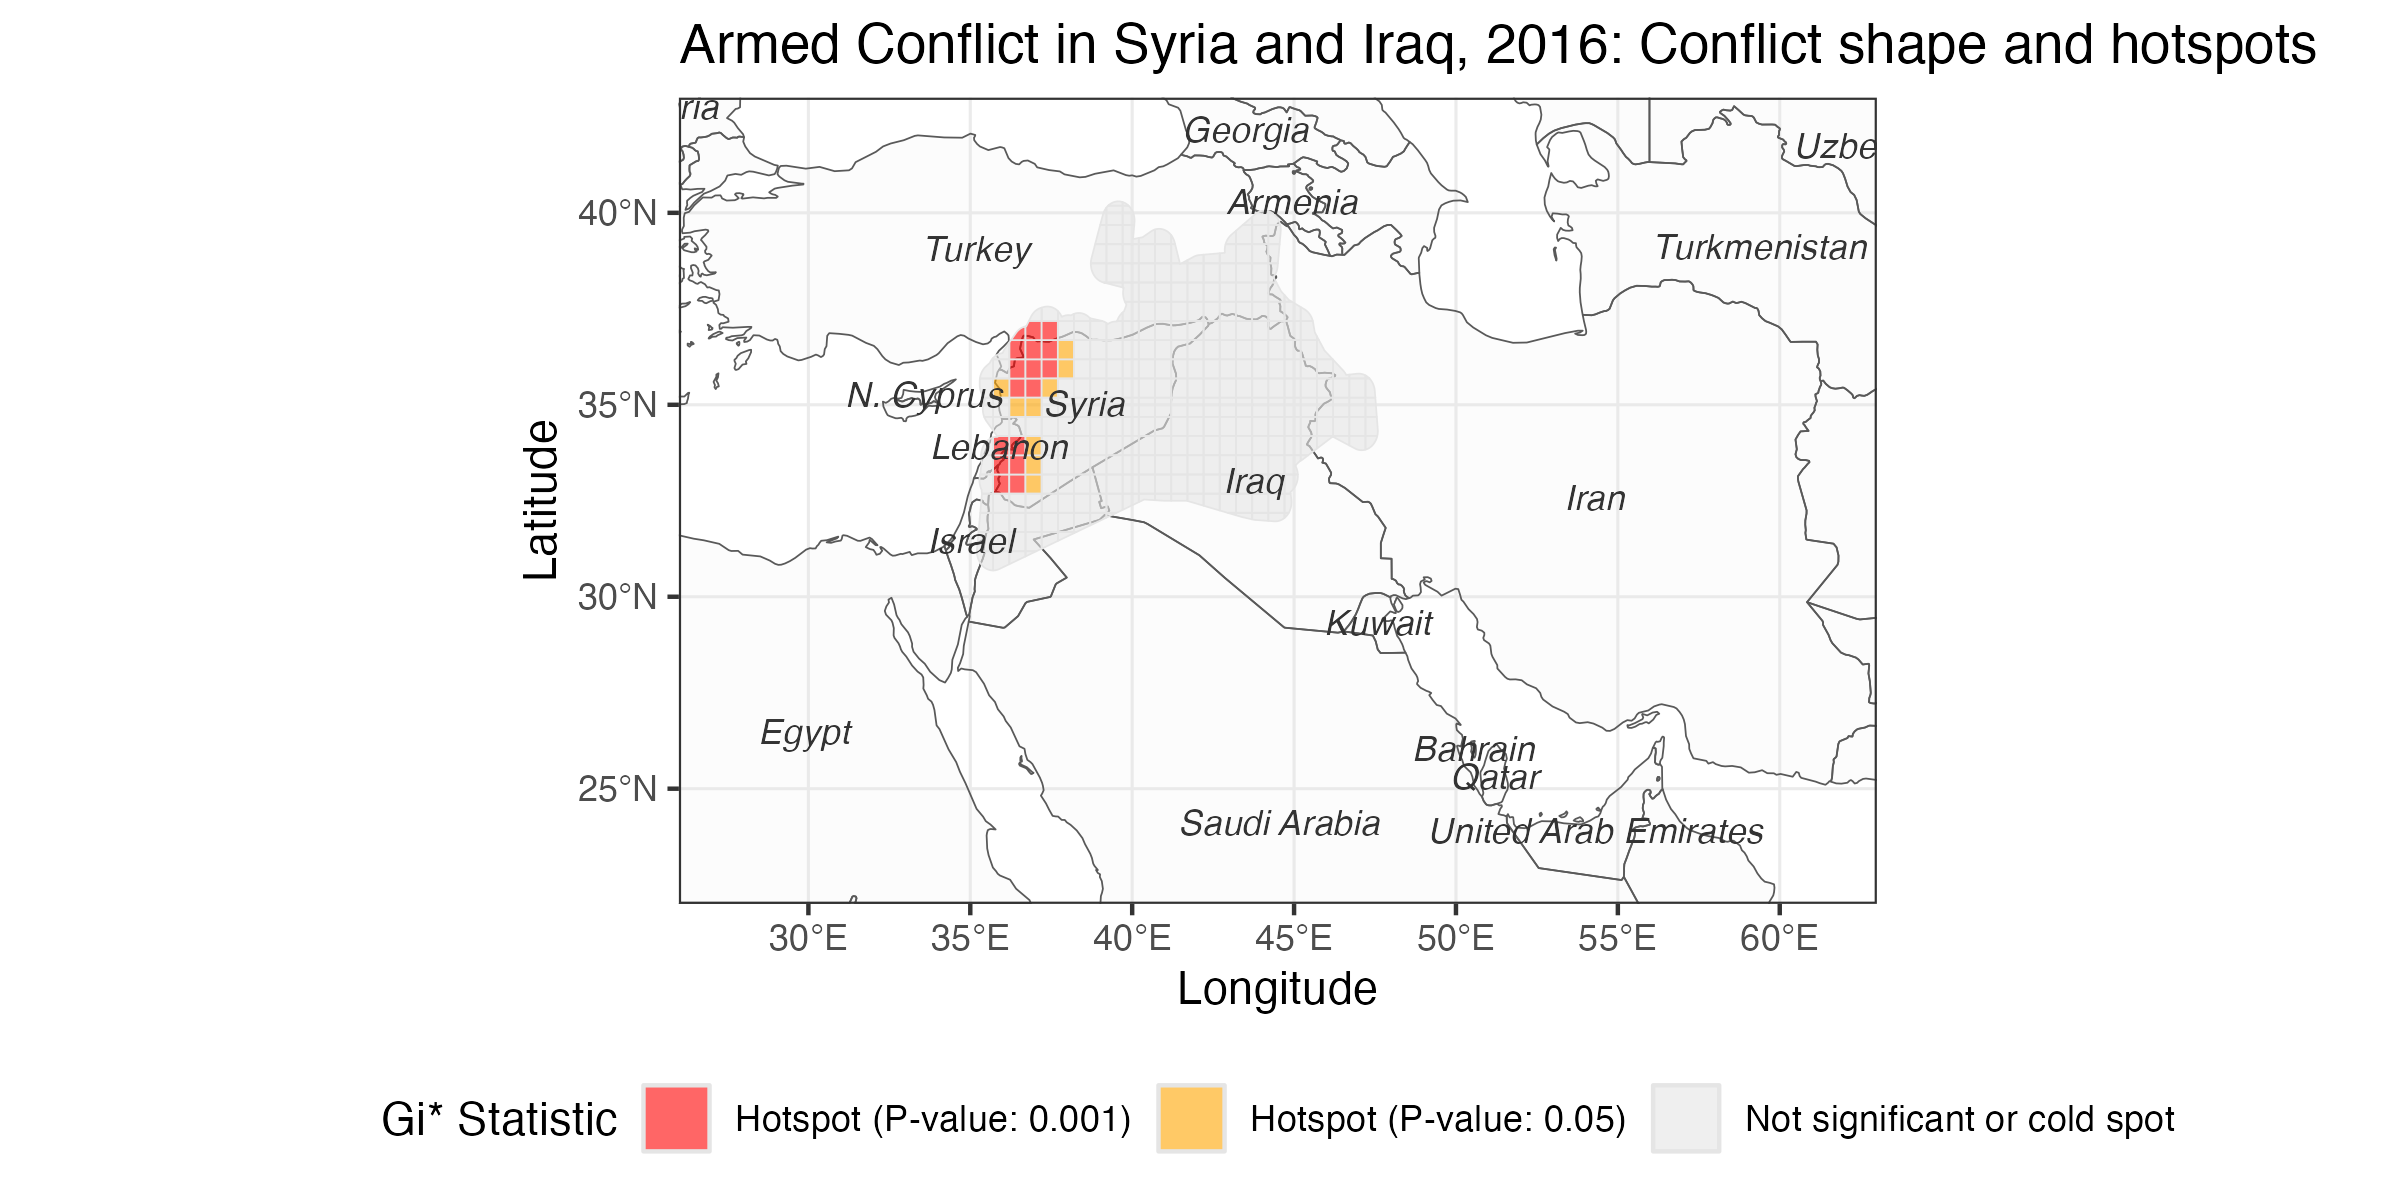 Armed Conflict in Syria and Iraq, 2016: Conflict shape and hotspots
ria
Georgia
Uzbe
Armenia
Turkey
Turkmenistan
N. Cyprus
Syria
Lebanon
Iraq
Iran
Israel
Kuwait
Egypt
Bahrain
Qatar
Saudi Arabia
United Arab Emirates
40°N
35°N
30°N
25°N
Latitude
30°E
35°E
40°E
45°E
50°E
55°E
60°E
Longitude
Gi* Statistic
Hotspot (P-value: 0.001)
Hotspot (P-value: 0.05)
Not significant or cold spot